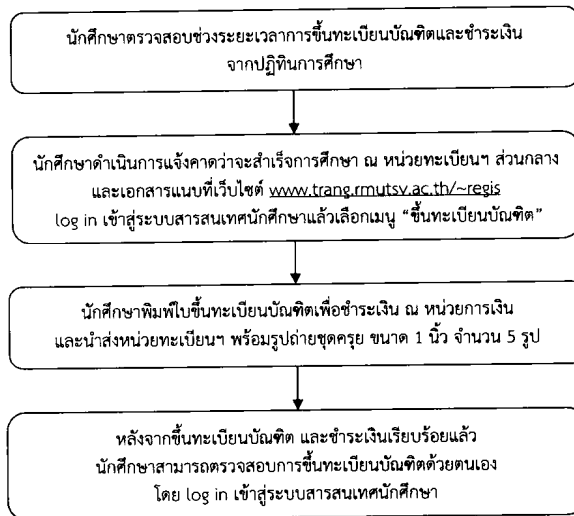 นักศึกษาตรวจสอบช่วงระยะเวลาการขึ้นทะเบียนบัณฑิตและชำระเงิน
จากปฏิทินการศึกษา
นักศึกษาดำเนินการแจ้งคาดว่าจะสำเร็จการศึกษา ณ หน่วยทะเบียนฯ ส่วนกลาง
และเอกสารแนบที่เว็บไซต์ www.trang.rmutsv.ac.th/~regis
log in เข้าสู่ระบบสารสนเทศนักศึกษาแล้วเลือกเมนู “ขึ้นทะเบียนบัณฑิต”
นักศึกษาพิมพ์ใบขึ้นทะเบียนบัณฑิตเพื่อชำระเงิน ณ หน่วยการเงิน
และนำส่งหน่วยทะเบียนฯ พร้อมรูปถ่ายชุดครุย ขนาด 1 นิ้ว จำนวน 5 รูป
หลังจากขึ้นทะเบียนบัณฑิต และชำระเงินเรียบร้อยแล้ว
นักศึกษาสามารถตรวจสอบการขึ้นทะเบียนบัณฑิตด้วยตนเอง
โดย log in เข้าสู่ระบบสารสนเทศนักศึกษา